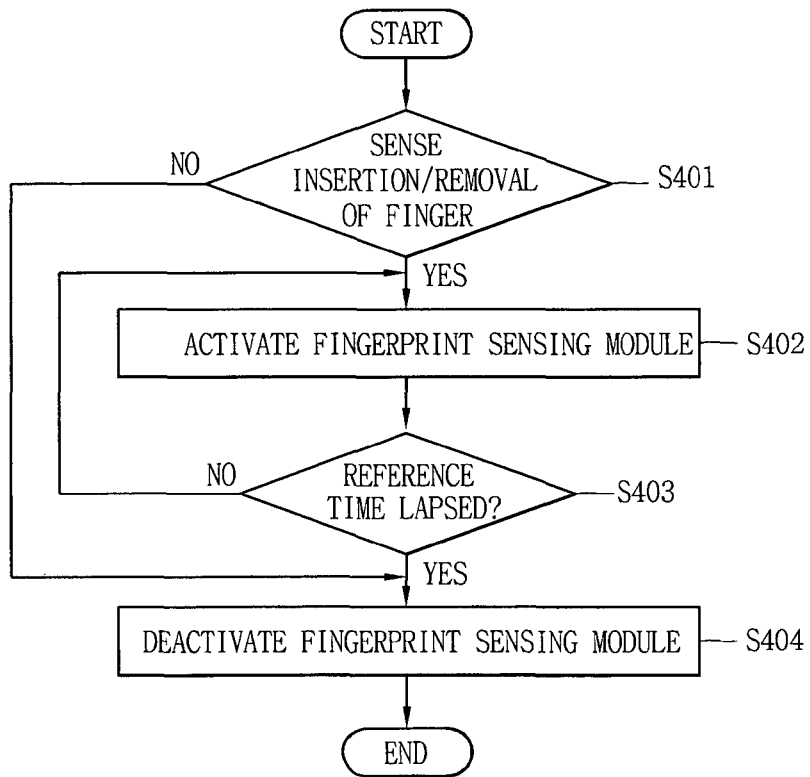 START
SENSE
INSERTION/REMOVAL
OF FINGER
NO
S401
YES
ACTIVATE FINGERPRINT SENSING MODULE
S402
REFERENCE
TIME LAPSED?
NO
S403
YES
DEACTIVATE FINGERPRINT SENSING MODULE
S404
END